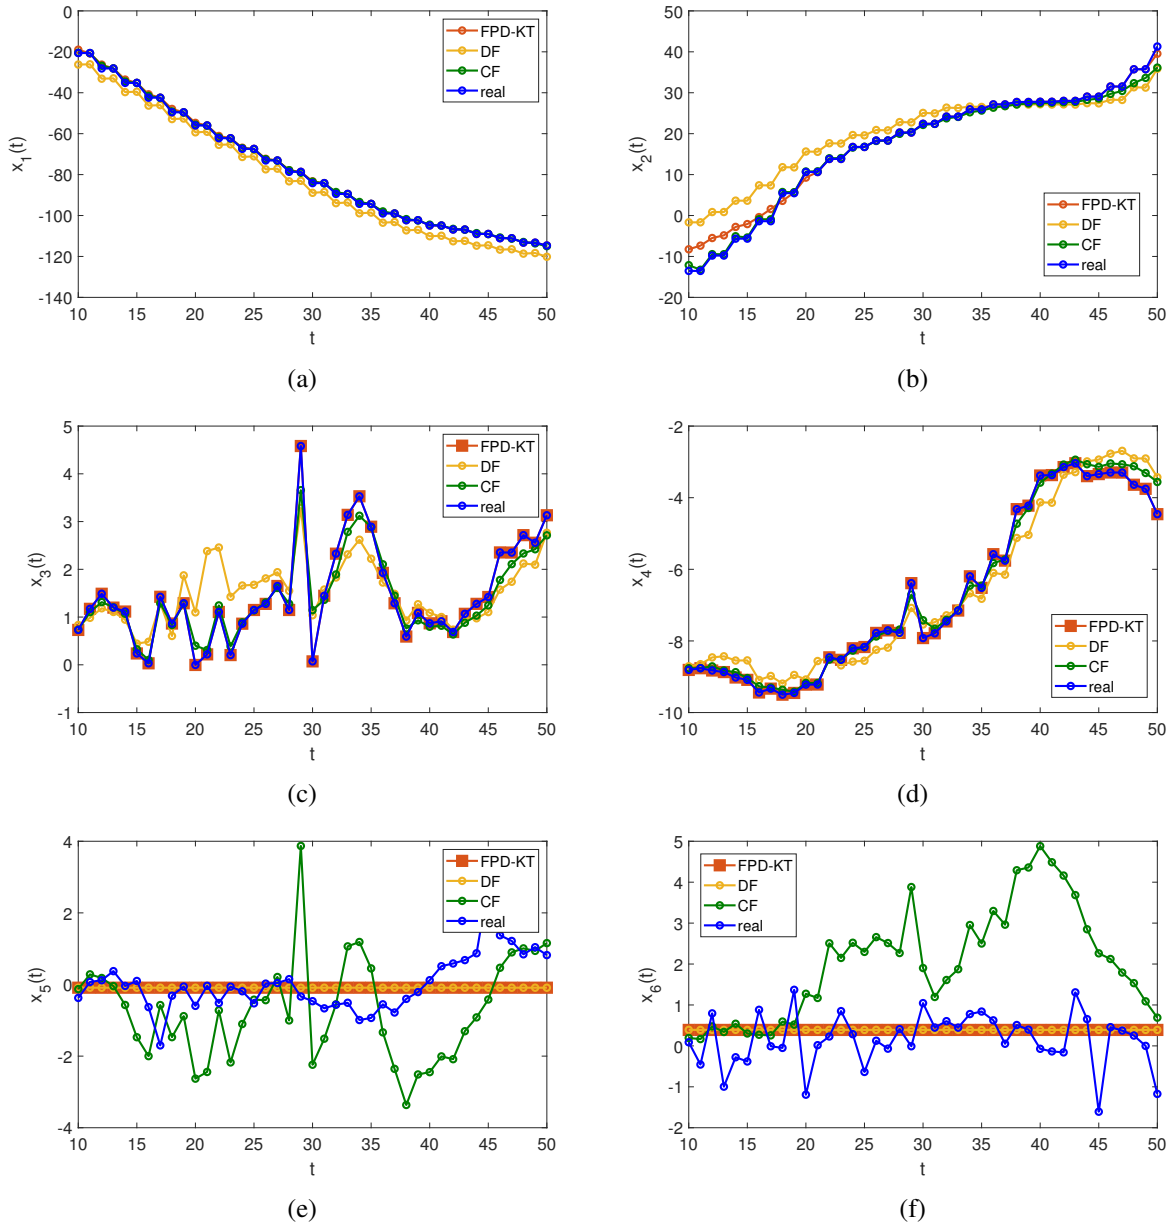 0
-20
-40
-60
-80
-100
-120
-140
10 15 20 25 30 35 40 45 50
x1(t)
t
FPD-KT
DF
CF
real
(a)
50
40
30
20
10
0
-10
-20
10 15 20 25 30 35 40 45 50
x2(t)
t
FPD-KT
DF
CF
real
(b)
5
4
3
2
1
0
-1
10 15 20 25 30 35 40 45 50
x3(t)
t
FPD-KT
DF
CF
real
(c)
-2
-4
-6
-8
-10
10 15 20 25 30 35 40 45 50
x4(t)
t
FPD-KT
DF
CF
real
(d)
4
2
0
-2
-4
10 15 20 25 30 35 40 45 50
x5(t)
t
FPD-KT
DF
CF
real
(e)
5
4
3
2
1
0
-1
-2
10 15 20 25 30 35 40 45 50
x6(t)
t
FPD-KT
DF
CF
real
(f)